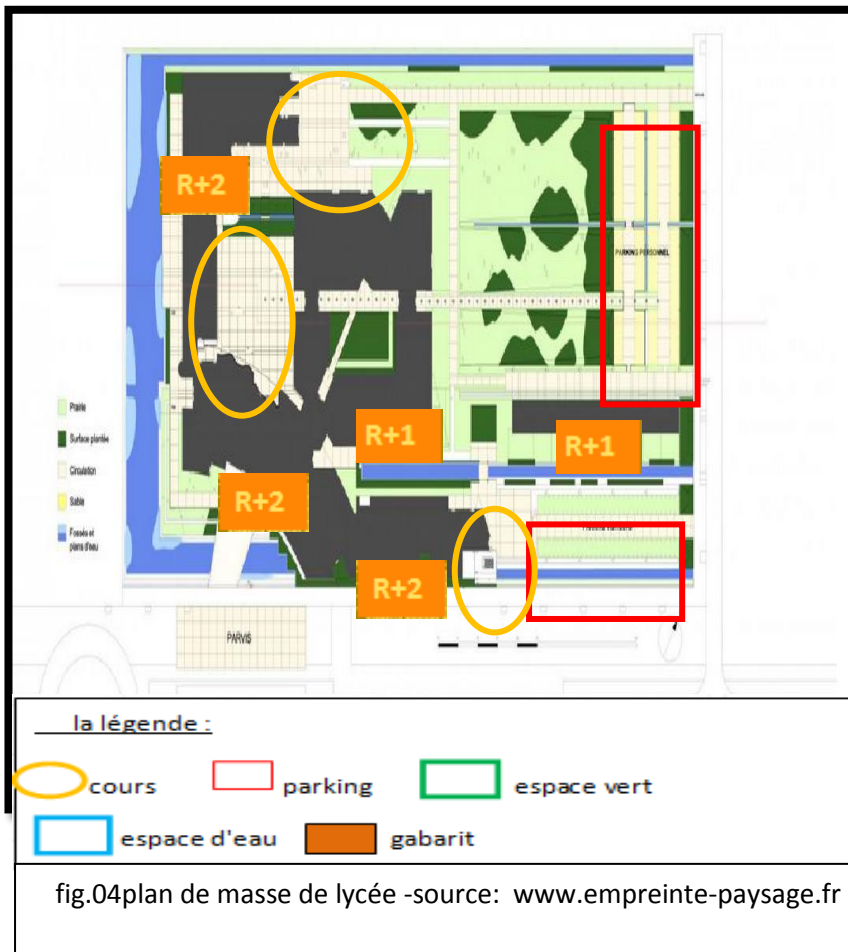 R+2
PARKING PERSONNEL
Prairie
Surface plantée
Circulation
Sable
Fossés et
plans d'eau
R+1
R+1
R+2
R+2
PARVIS
la légende :
cours parking espace vert
espace d'eau gabarit
fig.04plan de masse de lycée -source: www.empreinte-paysage.fr